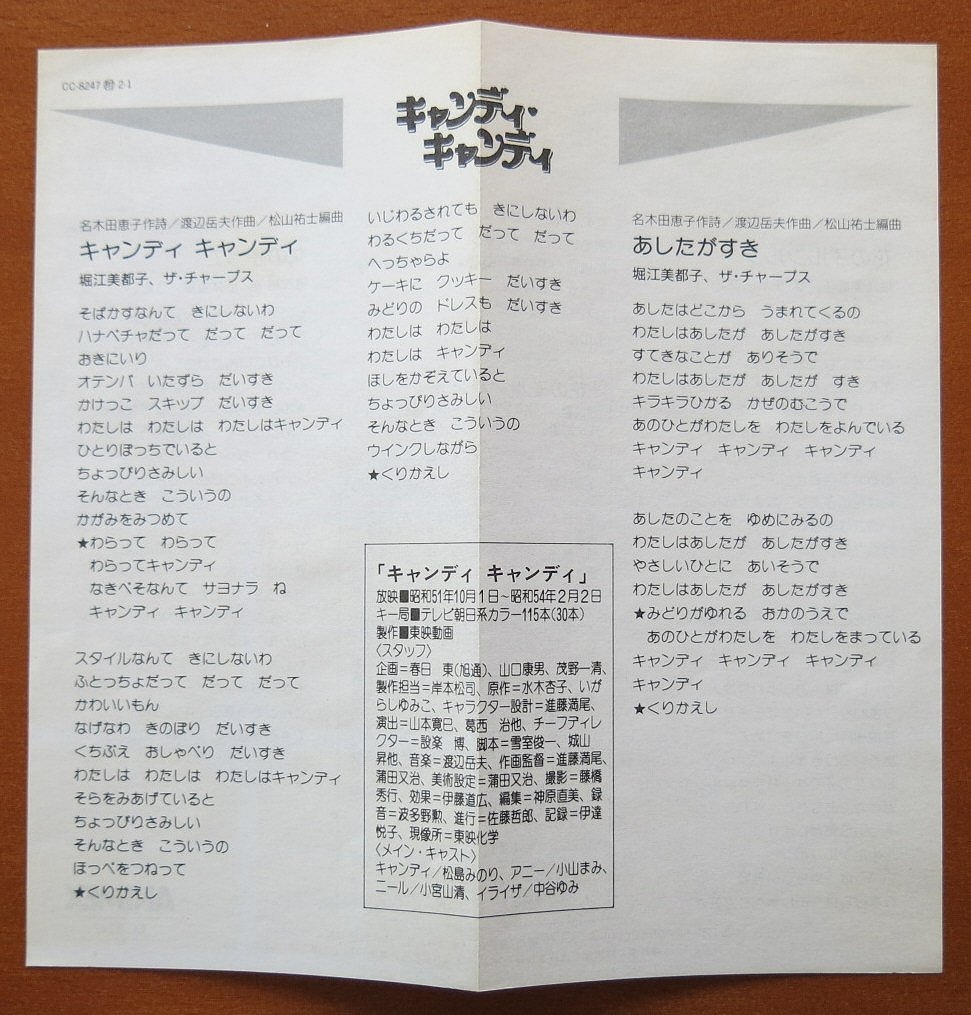 CC-8247 2-1
キャンディ・
キャンディ
名木田恵子作詩／渡辺岳夫作曲／松山祐士編曲
キャンディ キャンディ
堀江美都子、ザ・チャープス
そばかすなんて　きにしないわ
ハナペチャだって　だって　だって
おきにいり
オテンバ　いたずら　だいすき
かけっこ　スキップ　だいすき
わたしは　わたしは　わたしはキャンディ
ひとりぼっちでいると
ちょっぴりさみしい
そんなとき　こういうの
かがみをみつめて
★わらって　わらって
わらってキャンディ
なきべそなんて　サヨナラ　ね
キャンディ　キャンディ
スタイルなんて　きにしないわ
ふとっちょだって　だって　だって
かわいいもん
なげなわ　きのぼり　だいすき
くちぶえ　おしゃべり　だいすき
わたしは　わたしは　わたしはキャンディ
そらをみあげていると
ちょっぴりさみしい
そんなとき　こういうの
ほっぺをつねって
★くりかえし
いじわるされても　きにしないわ
わるくちだって　だって　だって
へっちゃらよ
ケーキに　クッキー　だいすき
みどりの　ドレスも　だいすき
わたしは　わたしは
わたしは　キャンディ
ほしをかぞえていると
ちょっぴりさみしい
そんなとき　こういうの
ウインクしながら
★くりかえし
「キャンディ キャンディ」
放映■昭和51年10月1日～昭和54年2月2日
キー局■テレビ朝日系カラー115本(30本)
製作■東映動画
〈スタッフ〉
企画＝春日　東(旭通)、山口康男、茂野一清、
製作担当＝岸本松司、原作＝水木杏子、いが
らしゆみこ、キャラクター設計＝進藤満尾、
演出＝山本寛巳、葛西　治他、チーフディレ
クター＝設楽　博、脚本＝雪室俊一、城山
昇他、音楽＝渡辺岳夫、作画監督＝進藤満尾、
蒲田又治、美術設定＝蒲田又治、撮影＝藤橋
秀行、効果＝伊藤道広、編集＝神原直美、録
音＝波多野勲、進行＝佐藤哲郎、記録＝伊達
悦子、現像所＝東映化学
〈メイン・キャスト〉
キャンディ／松島みのり、アニー／小山まみ、
ニール／小宮山清、イライザ／中谷ゆみ
名木田恵子作詩／渡辺岳夫作曲／松山祐士編曲
あしたがすき
堀江美都子、ザ・チャープス
あしたはどこから　うまれてくるの
わたしはあしたが　あしたがすき
すてきなことが　ありそうで
わたしはあしたが　あしたが　すき
キラキラひかる　かぜのむこうで
あのひとがわたしを　わたしをよんでいる
キャンディ　キャンディ　キャンディ
キャンディ
あしたのことを　ゆめにみるの
わたしはあしたが　あしたがすき
やさしいひとに　あいそうで
わたしはあしたが　あしたがすき
★みどりがゆれる　おかのうえで
あのひとがわたしを　わたしをまっている
キャンディ　キャンディ　キャンディ
キャンディ
★くりかえし